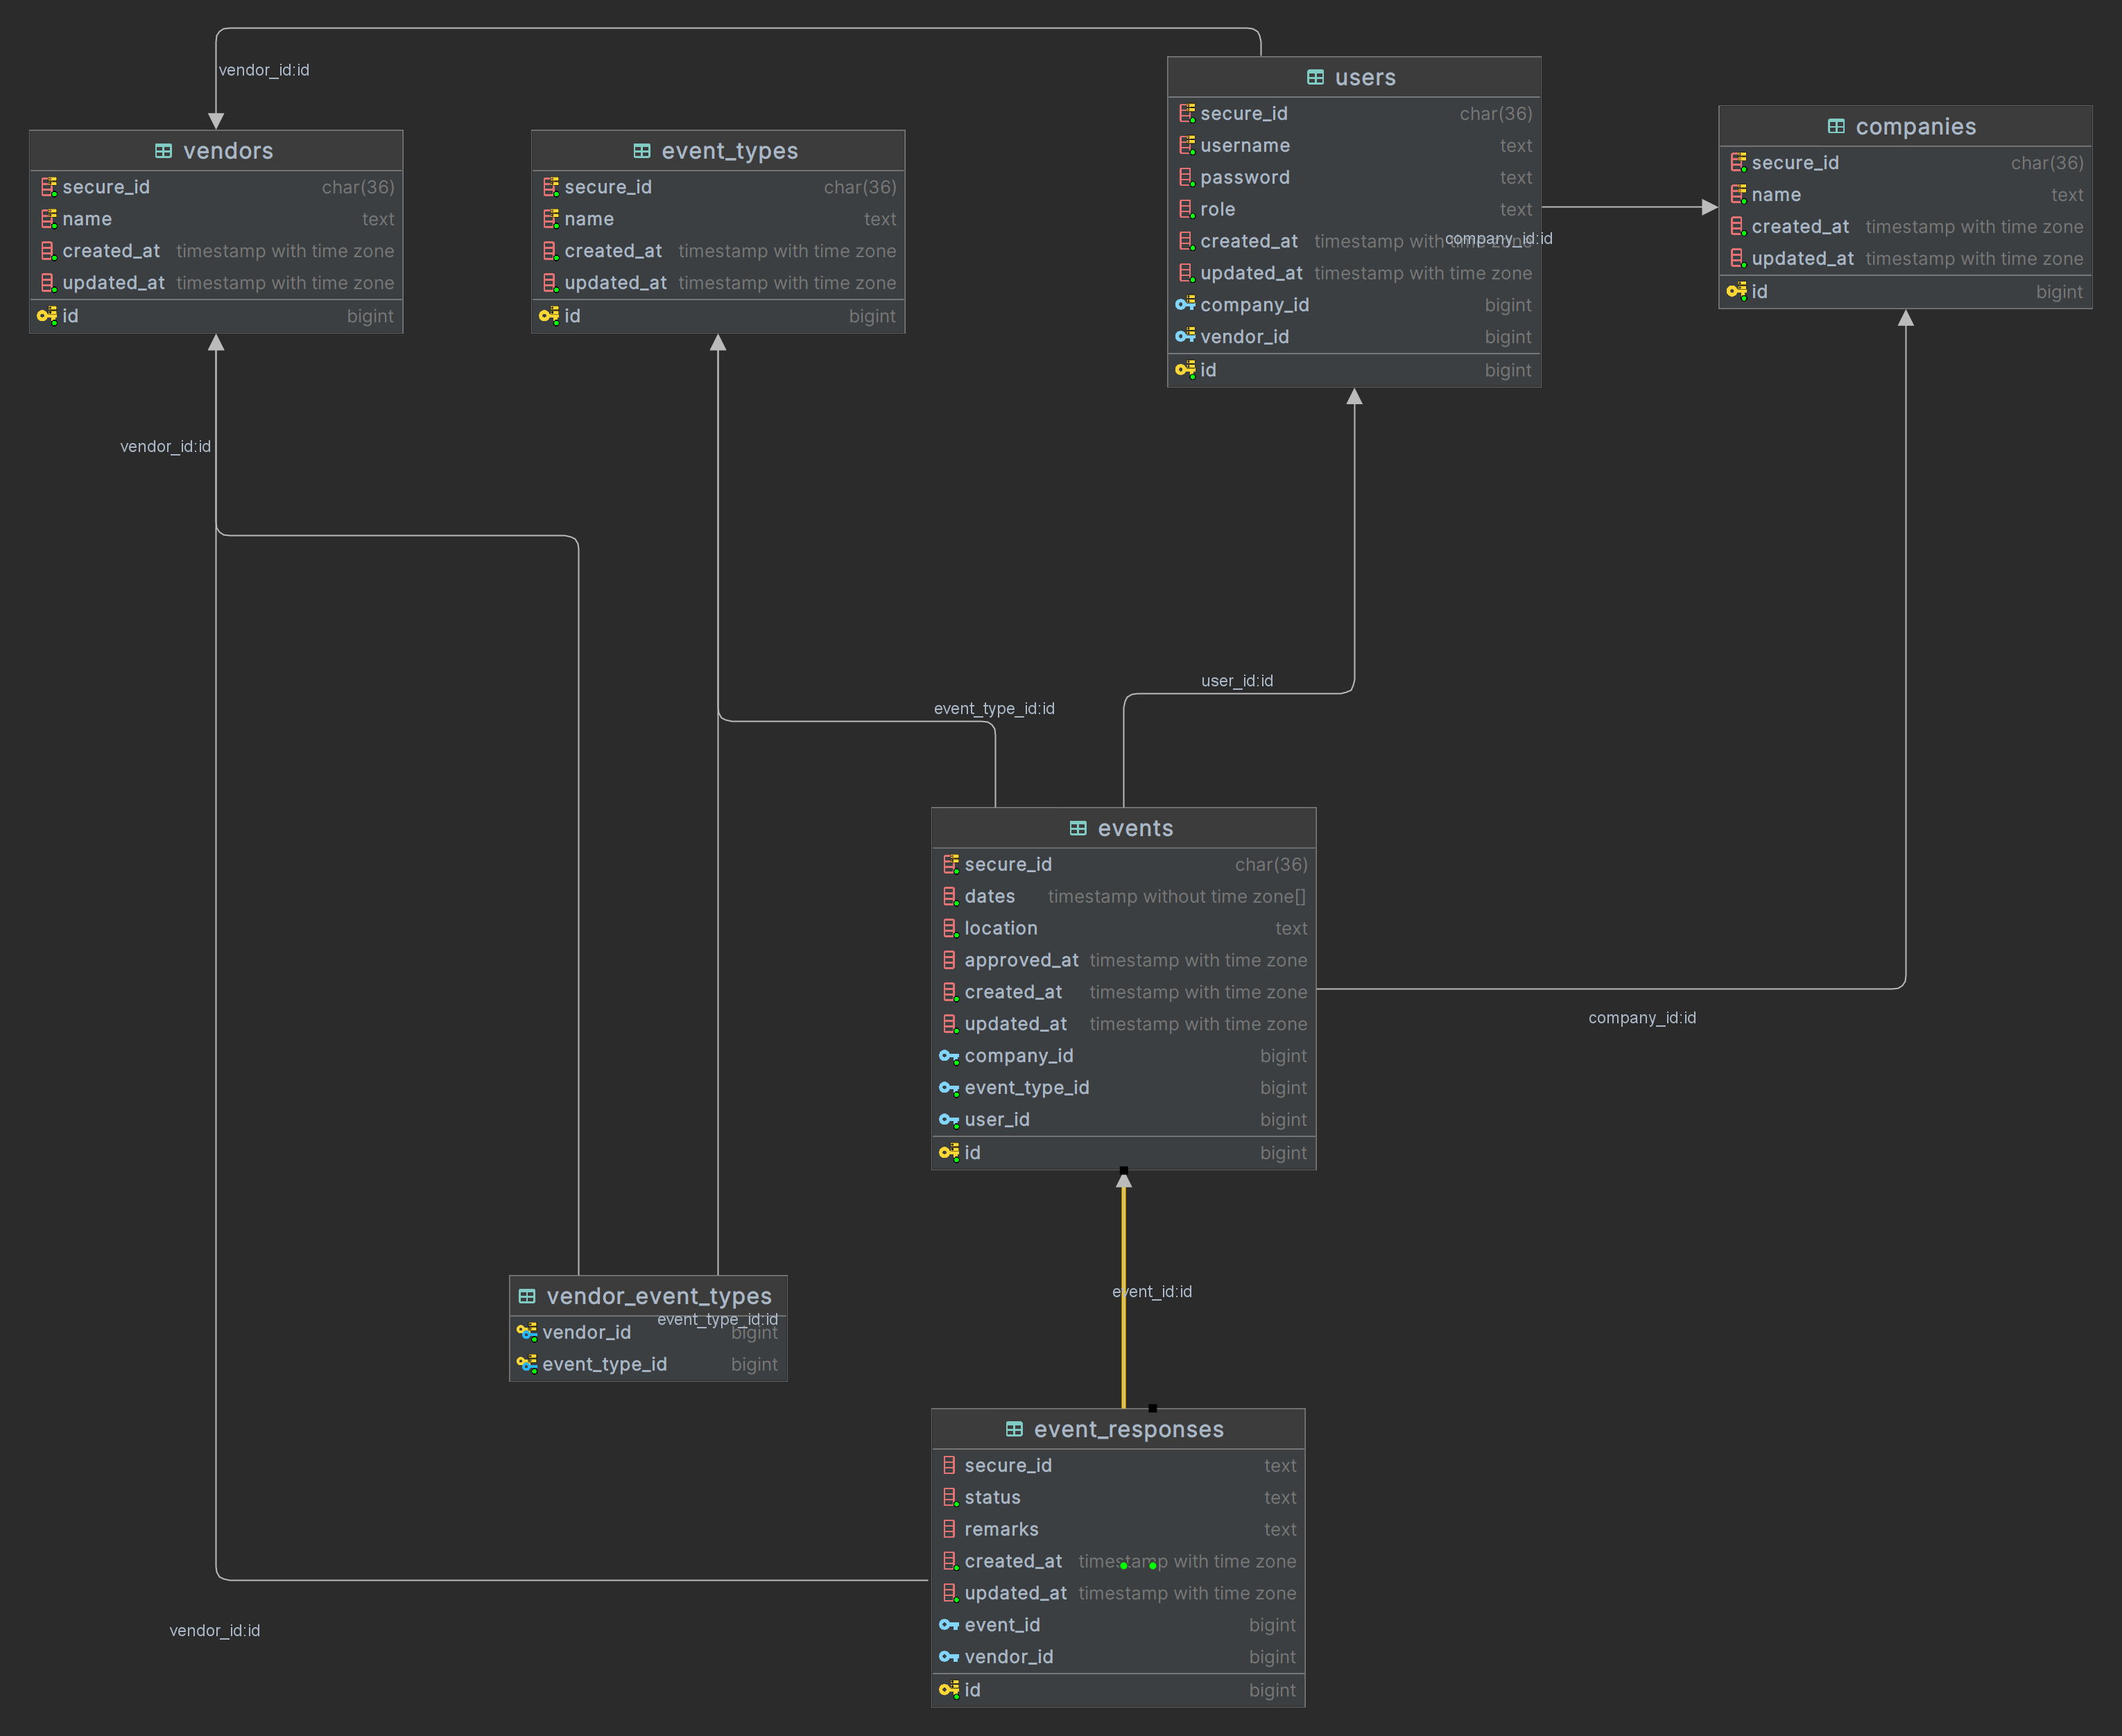 vendor_id:id
users
secure_id char(36)
username text
password text
role text
created_at timestamp with time zone
updated_at timestamp with time zone
company_id bigint
vendor_id bigint
id bigint
company_id:id
companies
secure_id char(36)
name text
created_at timestamp with time zone
updated_at timestamp with time zone
id bigint
vendors
secure_id char(36)
name text
created_at timestamp with time zone
updated_at timestamp with time zone
id bigint
event_types
secure_id char(36)
name text
created_at timestamp with time zone
updated_at timestamp with time zone
id bigint
vendor_id:id
user_id:id
event_type_id:id
events
secure_id char(36)
dates timestamp without time zone[]
location text
approved_at timestamp with time zone
created_at timestamp with time zone
updated_at timestamp with time zone
company_id bigint
event_type_id bigint
user_id bigint
id bigint
company_id:id
vendor_event_types
event_type_id:id
vendor_id bigint
event_type_id bigint
event_id:id
event_responses
secure_id text
status text
remarks text
created_at timestamp with time zone
updated_at timestamp with time zone
event_id bigint
vendor_id bigint
id bigint
vendor_id:id